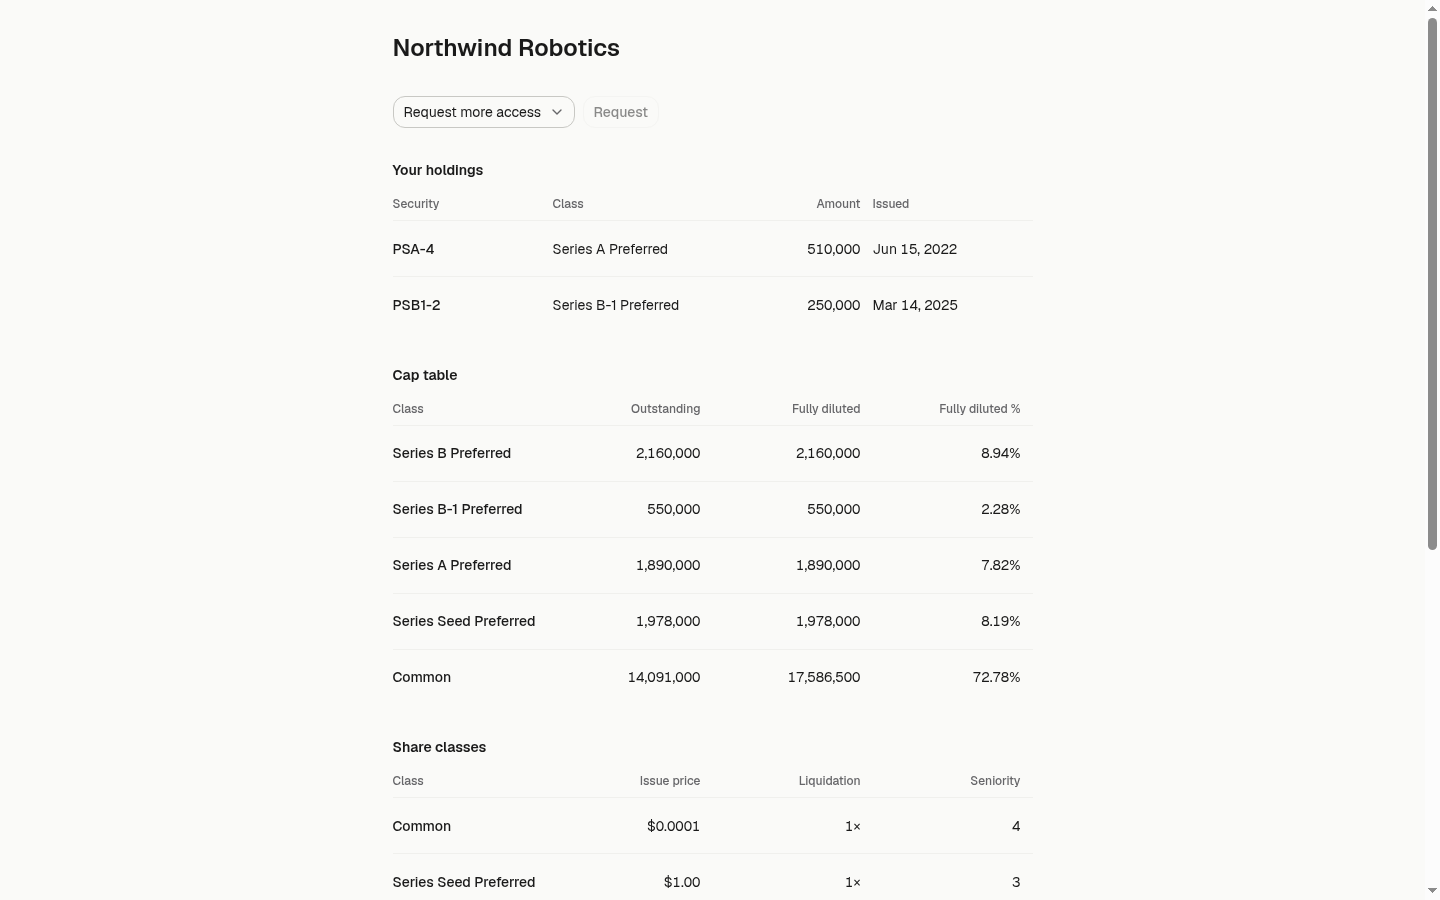 Northwind Robotics
Request more access Request
Your holdings
Security Class Amount Issued
PSA-4 Series A Preferred 510,000 Jun 15, 2022
PSB1-2 Series B-1 Preferred 250,000 Mar 14, 2025
Cap table
Class Outstanding Fully diluted Fully diluted %
Series B Preferred 2,160,000 2,160,000 8.94%
Series B-1 Preferred 550,000 550,000 2.28%
Series A Preferred 1,890,000 1,890,000 7.82%
Series Seed Preferred 1,978,000 1,978,000 8.19%
Common 14,091,000 17,586,500 72.78%
Share classes
Class Issue price Liquidation Seniority
Common $0.0001 1× 4
Series Seed Preferred $1.00 1× 3